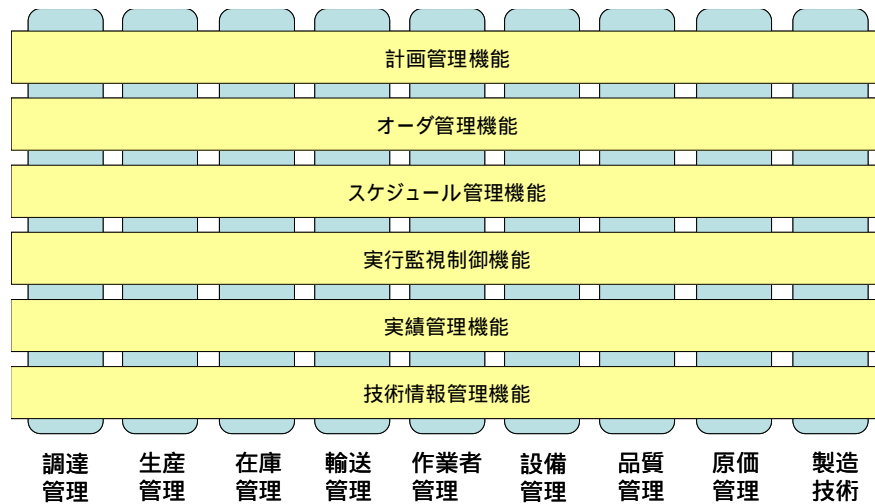 計画管理機能
オーダ管理機能
スケジュール管理機能
実行監視制御機能
実績管理機能
技術情報管理機能
調達 生産 在庫 輸送 作業者 設備 品質 原価 製造
管理 管理 管理 管理 管理 管理 管理 管理 技術